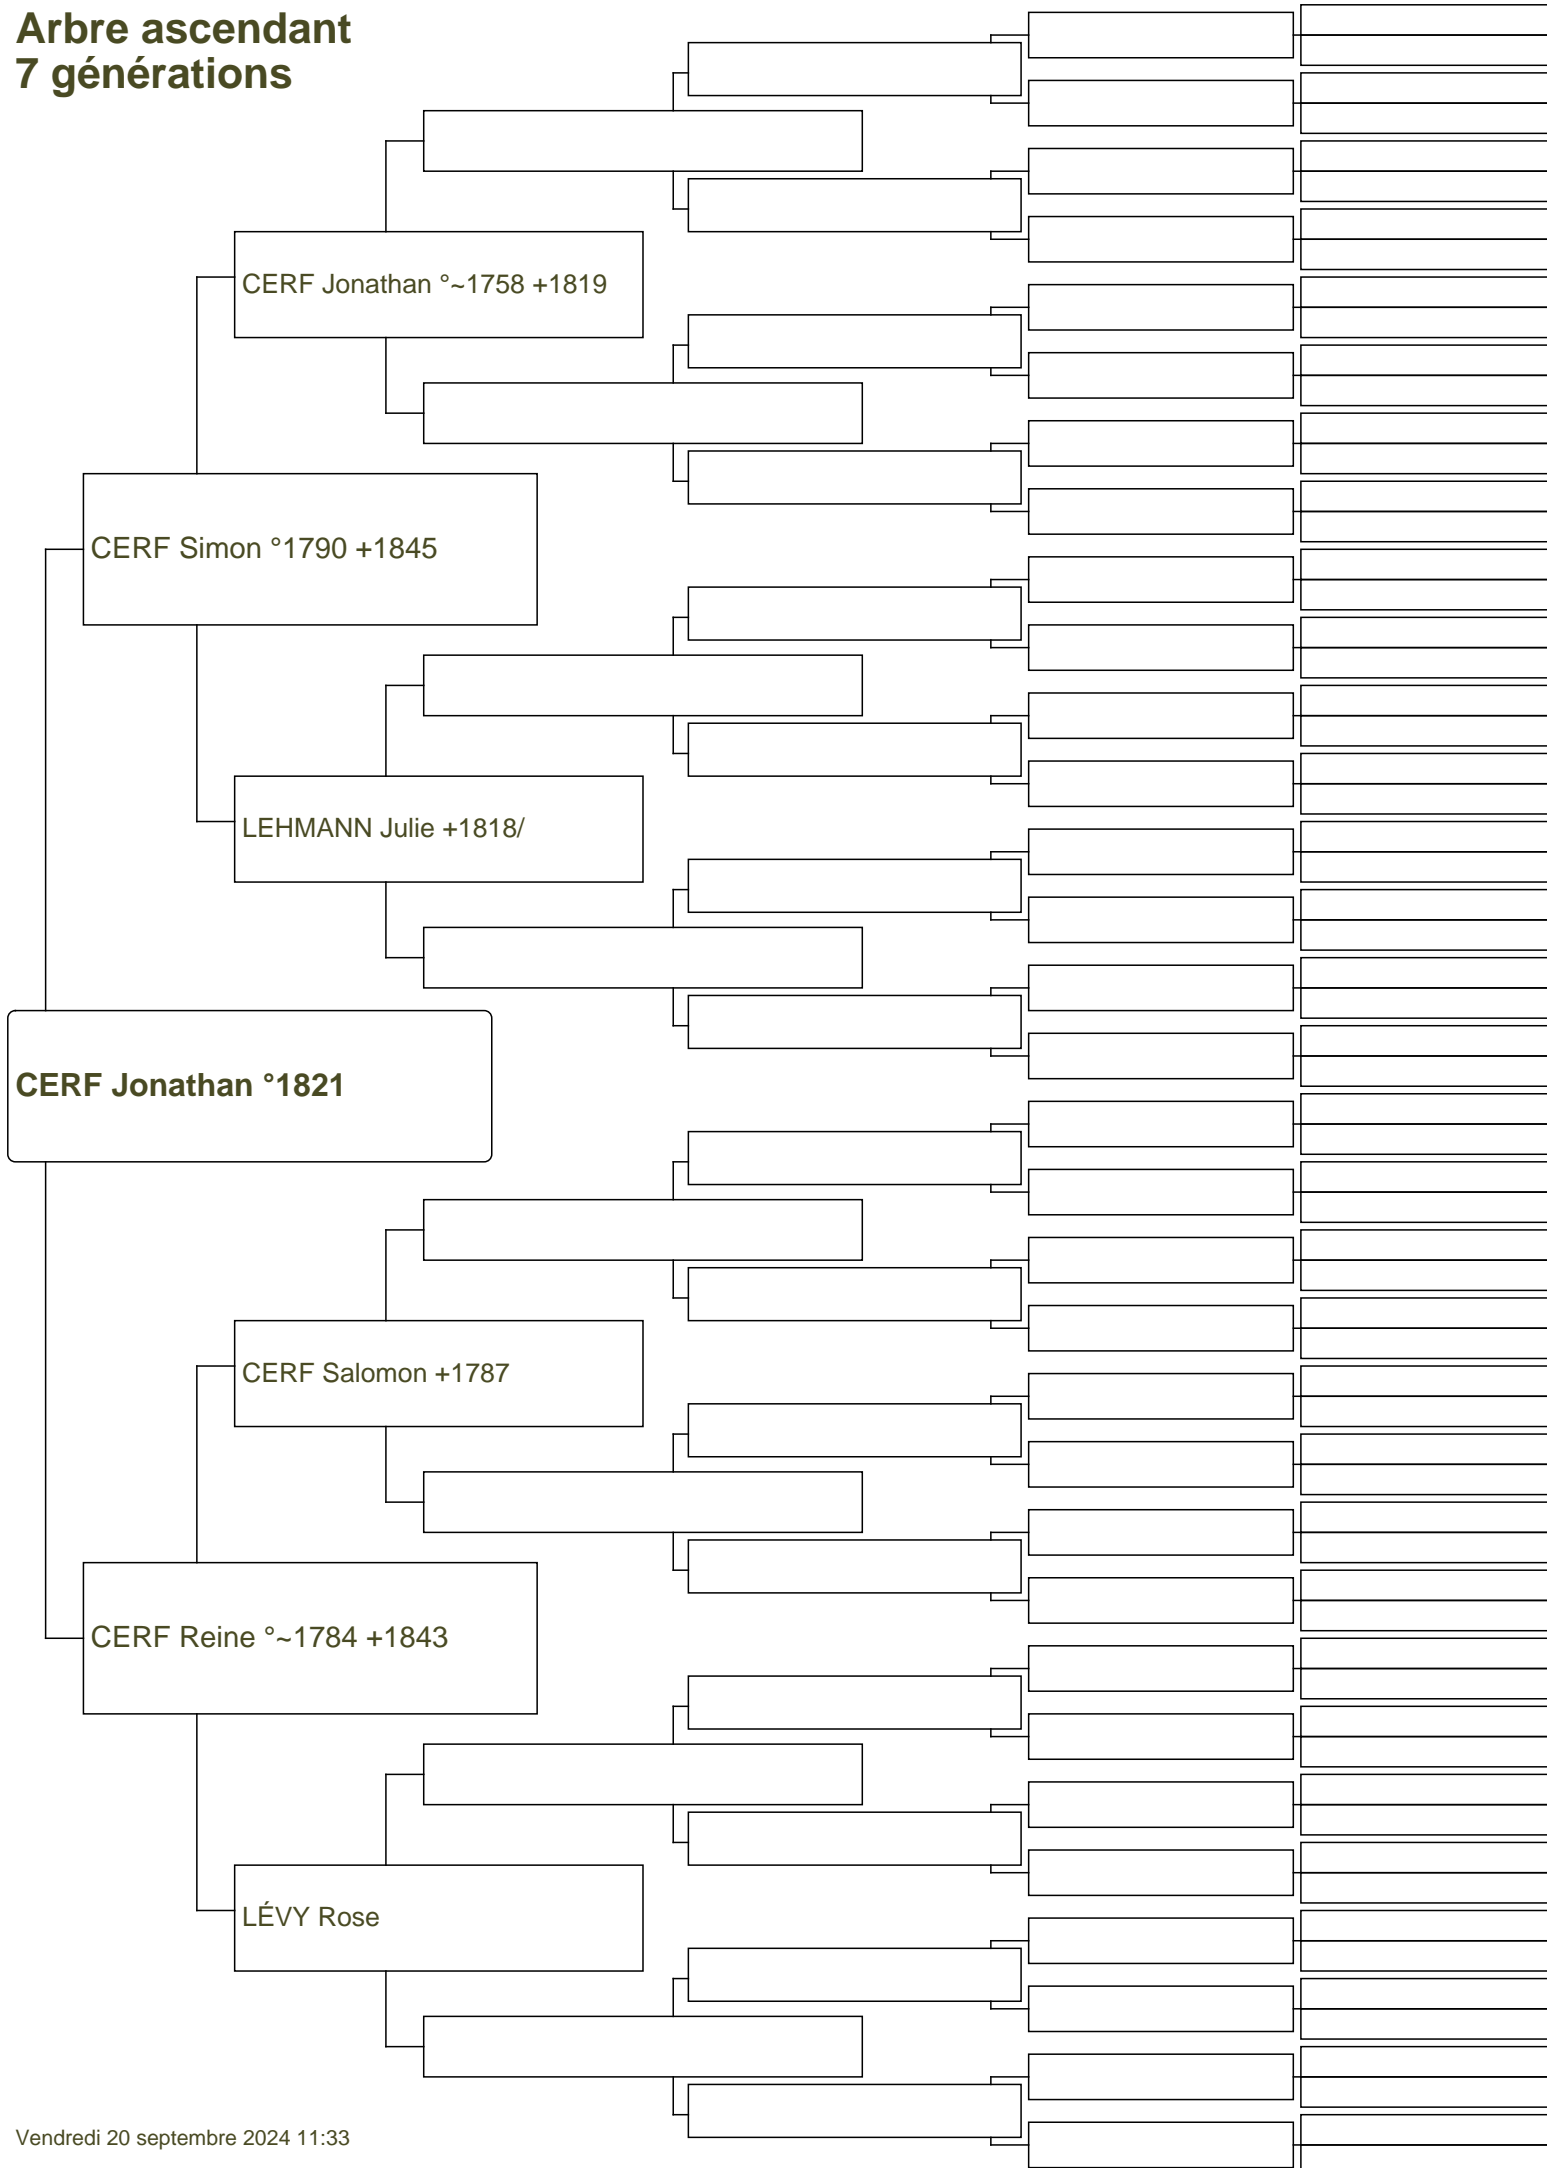 Arbre ascendant
7 générations
CERF Jonathan °~1758 +1819
CERF Simon °1790 +1845
LEHMANN Julie +1818/
CERF Jonathan °1821
CERF Salomon +1787
CERF Reine °~1784 +1843
LÉVY Rose
Vendredi 20 septembre 2024 11:33